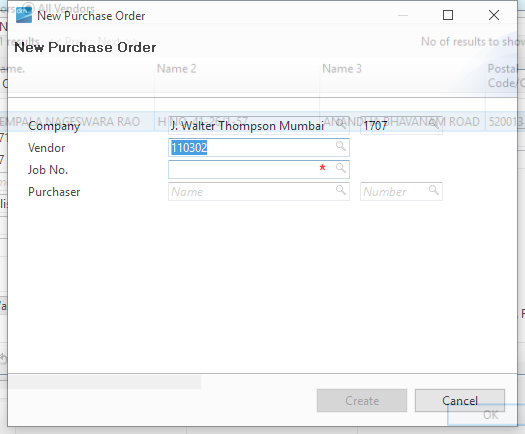 New Purchase Order
All Vendors
results
No of results to show
New Purchase Order
Name 2
Name 3
Postal
Code/C
EMPALA NAGESWARA RAO
ANANDHA BHAVANAM ROAD
520013
Company
J. Walter Thompson Mumbai
1707
Vendor
110302
Job No.
*
Purchaser
Name
Number
Create
Cancel
OK